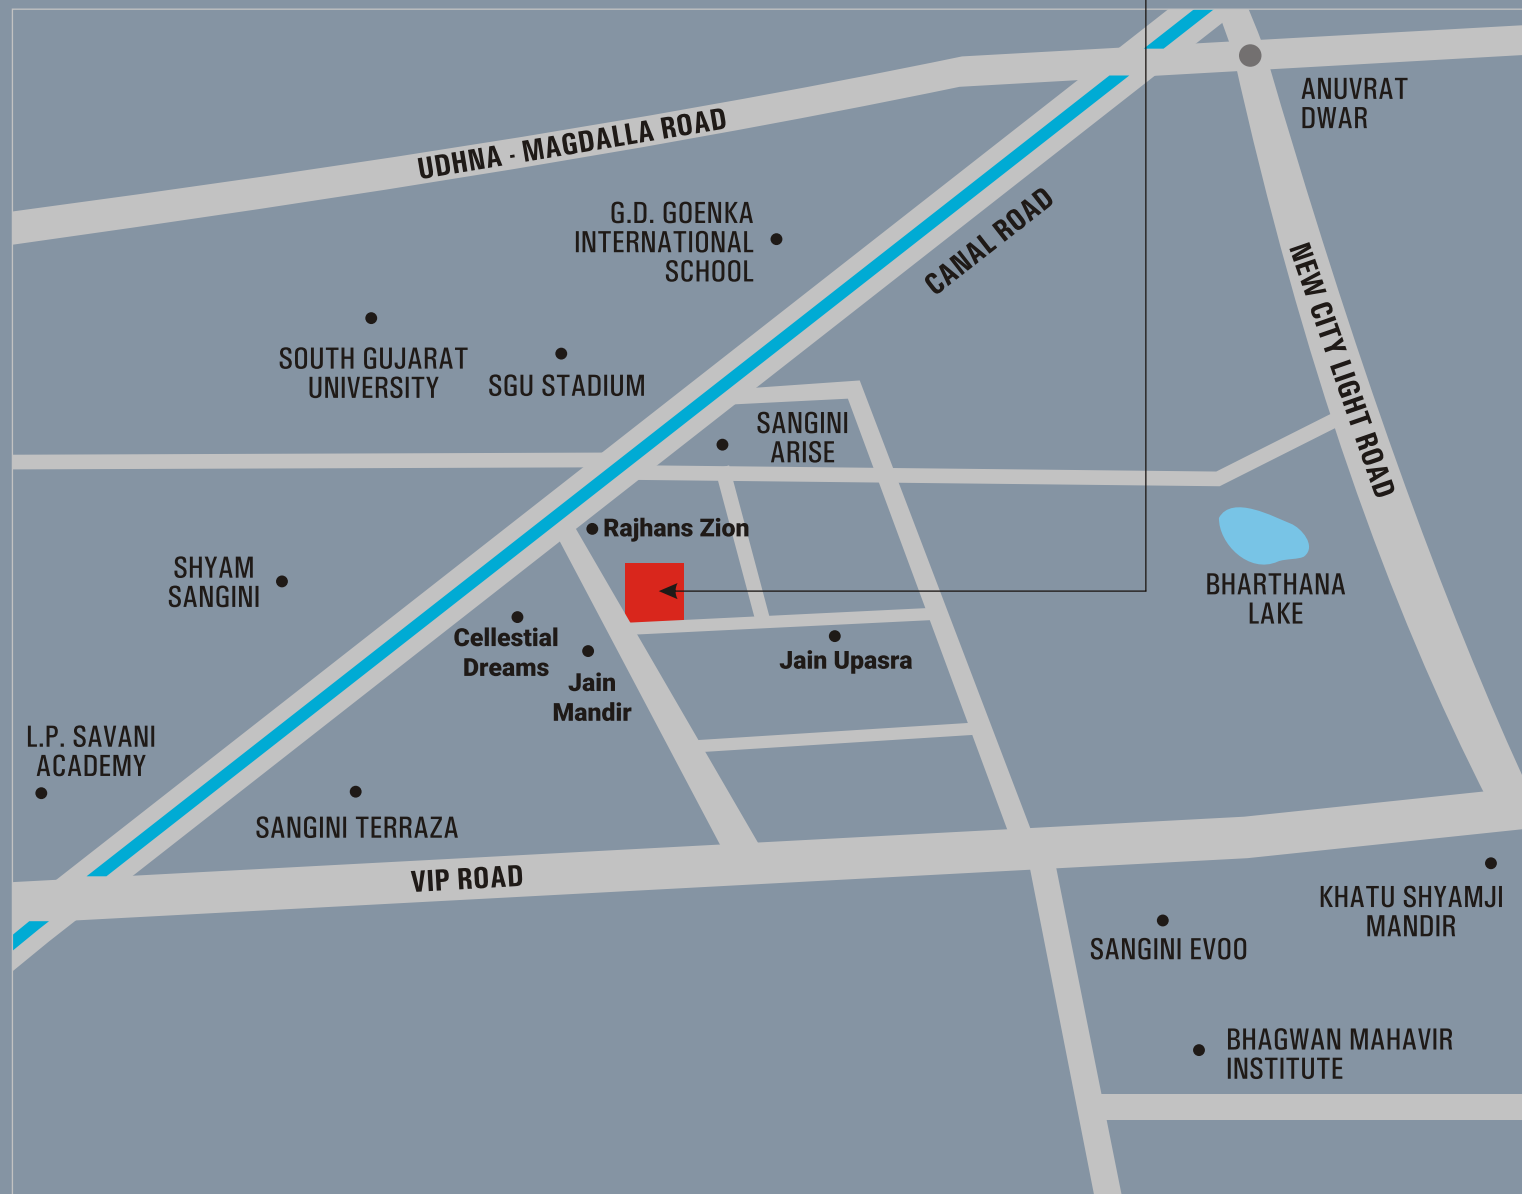 ANUVRAT
DWAR
UDHNA - MAGDALLA ROAD
G.D. GOENKA
INTERNATIONAL
SCHOOL
CANAL ROAD
NEW CITY LIGHT ROAD
SOUTH GUJARAT
UNIVERSITY
SGU STADIUM
SANGINI
ARISE
Rajhans Zion
SHYAM
SANGINI
BHARTHANA
LAKE
Cellestial
Dreams
Jain
Mandir
Jain Upasra
L.P. SAVANI
ACADEMY
SANGINI TERRAZA
VIP ROAD
KHATU SHYAMJI
MANDIR
SANGINI EVOO
BHAGWAN MAHAVIR
INSTITUTE